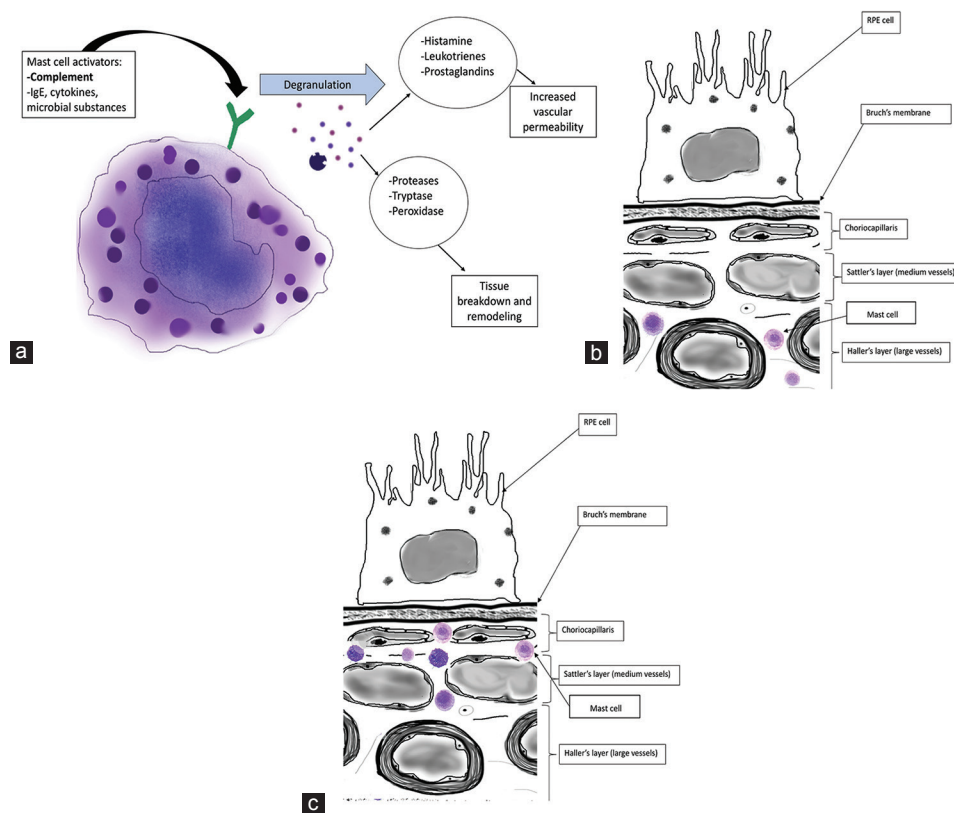 Mast cell activators:
-Complement
-IgE, cytokines,
microbial substances
Degranulation
-Histamine
-Leukotrienes
-Prostaglandins
Increased
vascular
permeability
-Proteases
-Tryptase
-Peroxidase
Tissue
breakdown and
remodeling
a
RPE cell
Bruch's membrane
Choriocapillaris
Sattler's layer (medium vessels)
Mast cell
Haller's layer (large vessels)
b
RPE cell
Bruch's membrane
Choriocapillaris
Sattler's layer (medium vessels)
Mast cell
Haller's layer (large vessels)
c